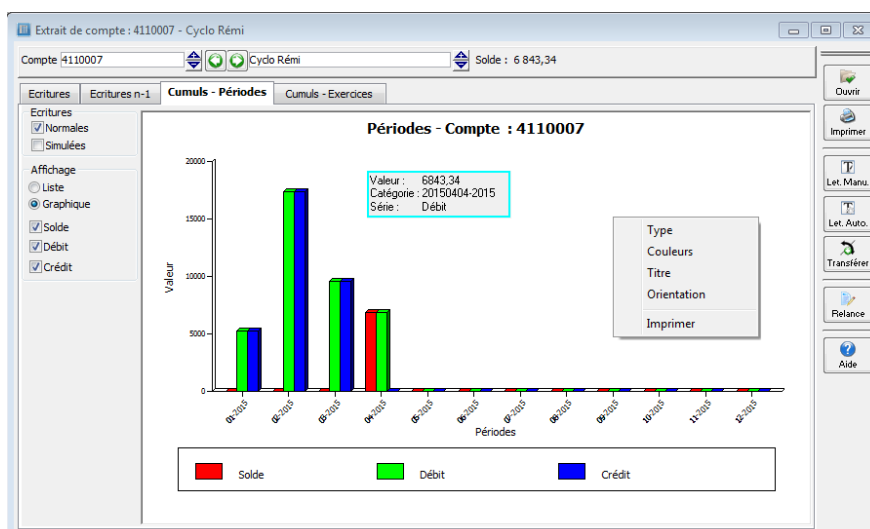 Extrait de compte : 4110007 - Cyclo Rémi
Compte 4110007 Cyclo Rémi Solde : 6 843,34
Ecritures Ecritures n-1 Cumuls - Périodes Cumuls - Exercices
Ecritures
Normales
Simulées
Affichage
Liste
Graphique
Solde
Débit
Crédit
Périodes - Compte : 4110007
Valeur : 6843,34
Catégorie : 20150404-2015
Série : Débit
Type
Couleurs
Titre
Orientation
Imprimer
Valeur
20000
15000
10000
5000
0
01-2015 02-2015 03-2015 04-2015 05-2015 06-2015 07-2015 08-2015 09-2015 10-2015 11-2015 12-2015
Périodes
Solde Débit Crédit
Ouvrir
Imprimer
Let. Manu.
Let. Auto.
Transférer
Relance
Aide